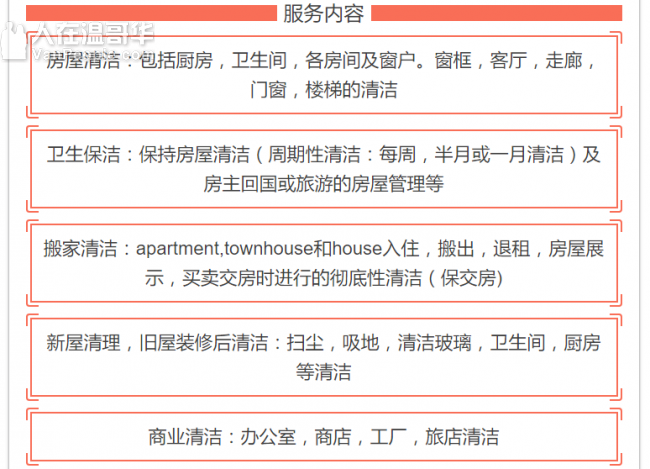 服务内容
人在温哥华
房屋清洁：包括厨房，卫生间，各房间及窗户。窗框，客厅，走廊，
门窗，楼梯的清洁
卫生保洁：保持房屋清洁（周期性清洁：每周，半月或一月清洁）及
房主回国或旅游的房屋管理等
搬家清洁：apartment,townhouse和house入住，搬出，退租，房屋展
示，买卖交房时进行的彻底性清洁（保交房)
新屋清理，旧屋装修后清洁：扫尘，吸地，清洁玻璃，卫生间，厨房
等清洁
商业清洁：办公室，商店，工厂，旅店清洁